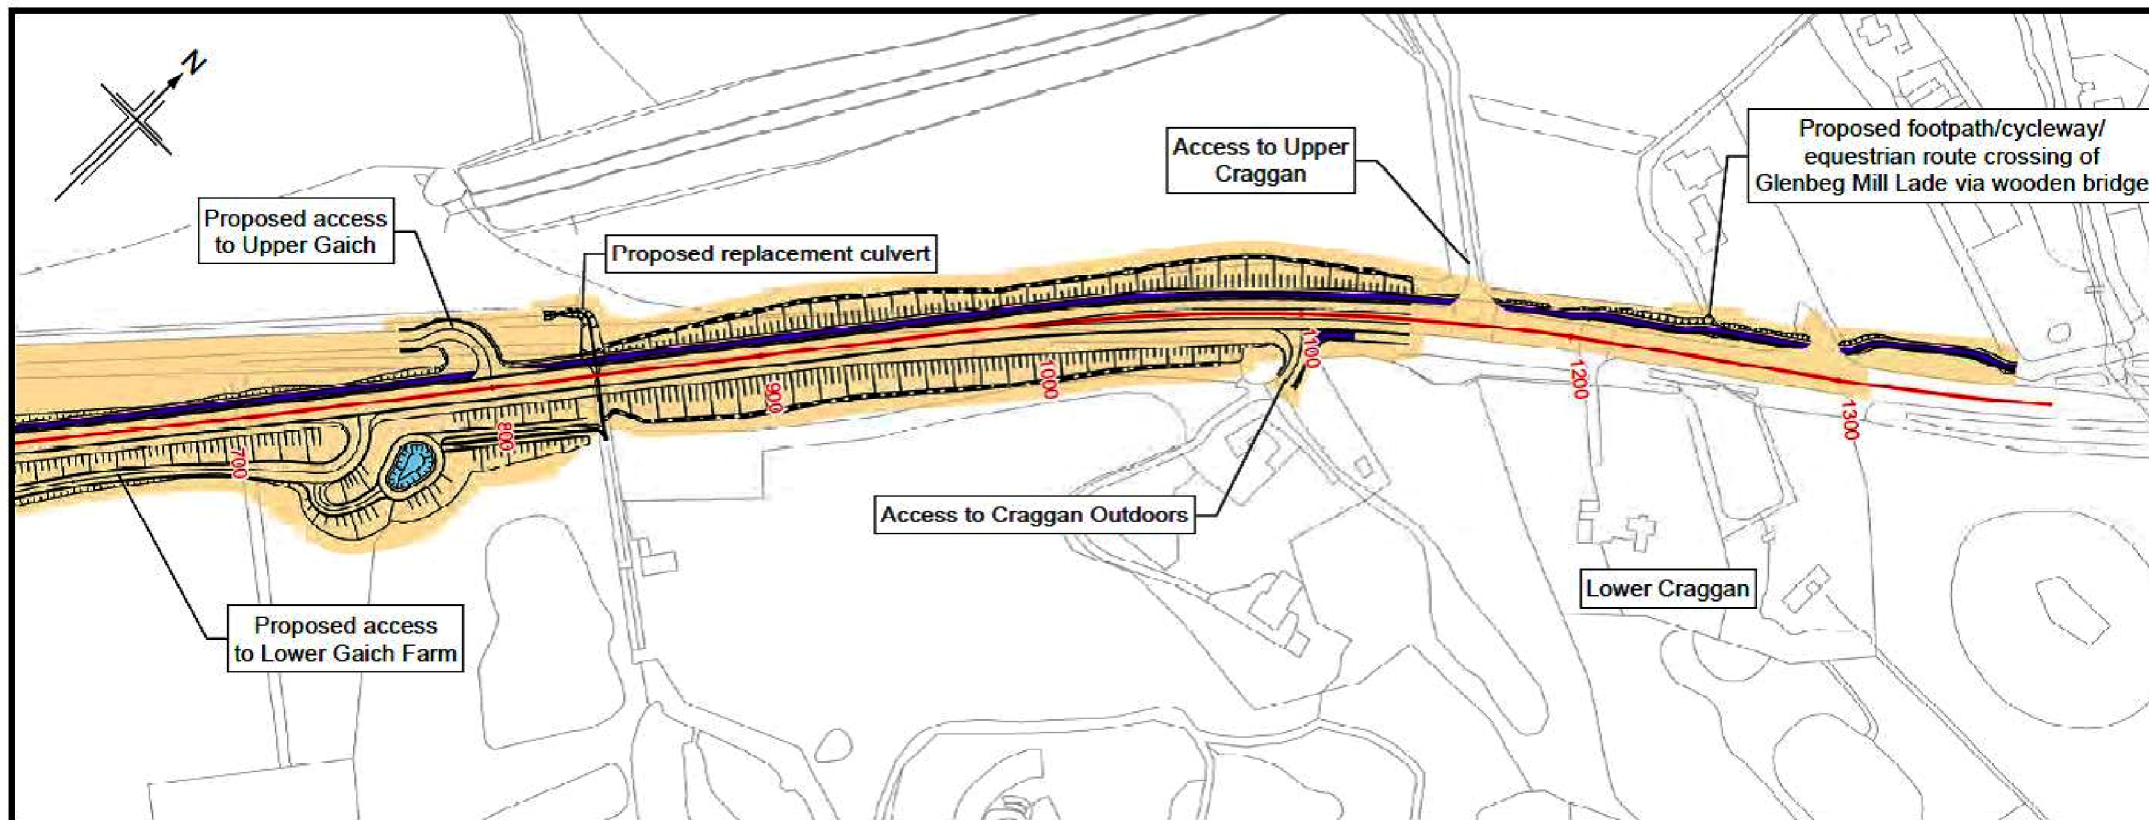 N
Proposed footpath/cycleway/
equestrian route crossing of
Glenbeg Mill Lade via wooden bridge
Access to Upper
Craggan
Proposed access
to Upper Gaich
Proposed replacement culvert
700
800
900
1000
1100
1200
1300
Access to Craggan Outdoors
Lower Craggan
Proposed access
to Lower Gaich Farm